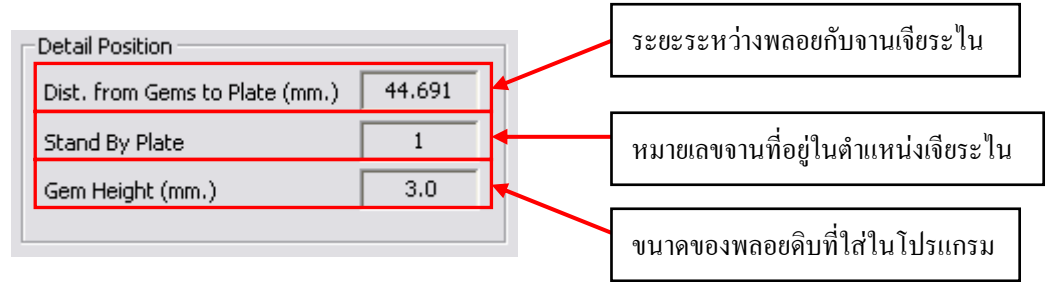 Detail Position
Dist. from Gems to Plate (mm.) 44.691
ระยะระหว่างพลอยกับจานเจียระไน
Stand By Plate 1
หมายเลขจานที่อยู่ในตำแหน่งเจียระไน
Gem Height (mm.) 3.0
ขนาดของพลอยดิบที่ใส่ในโปรแกรม